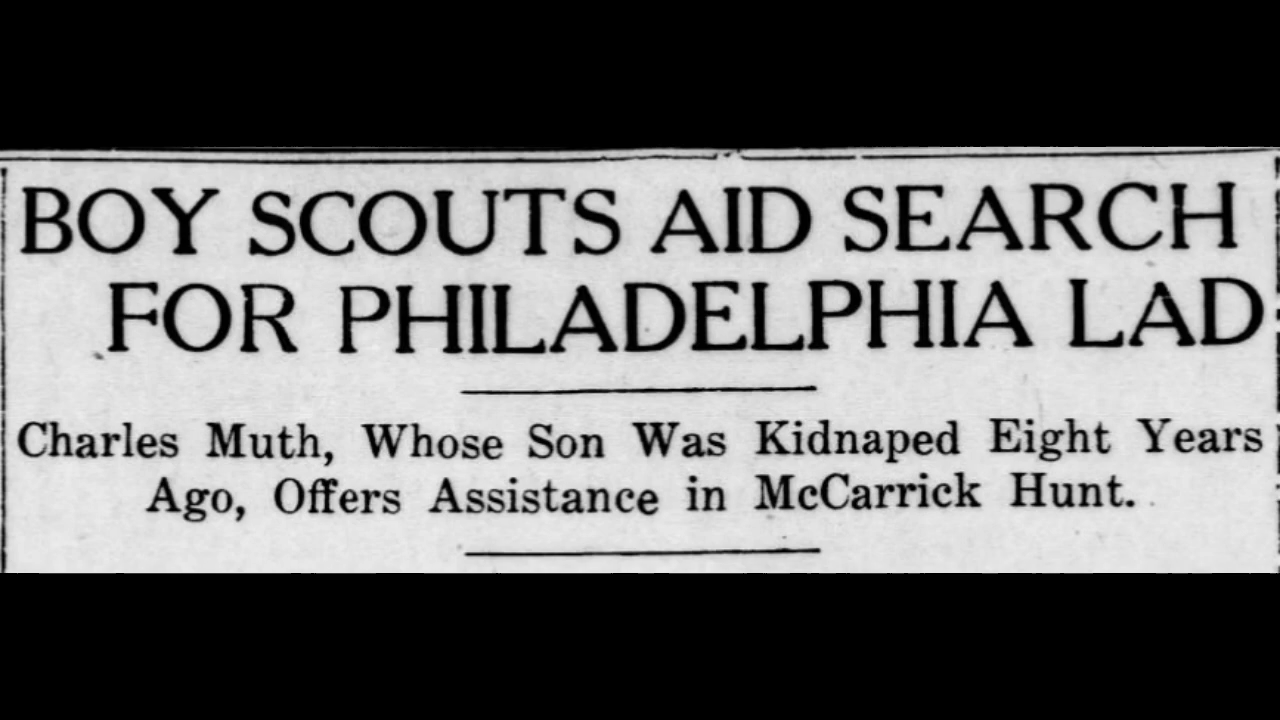 BOY SCOUTS AID SEARCH
FOR PHILADELPHIA LAD
Charles Muth, Whose Son Was Kidnaped Eight Years
Ago, Offers Assistance in McCarrick Hunt.